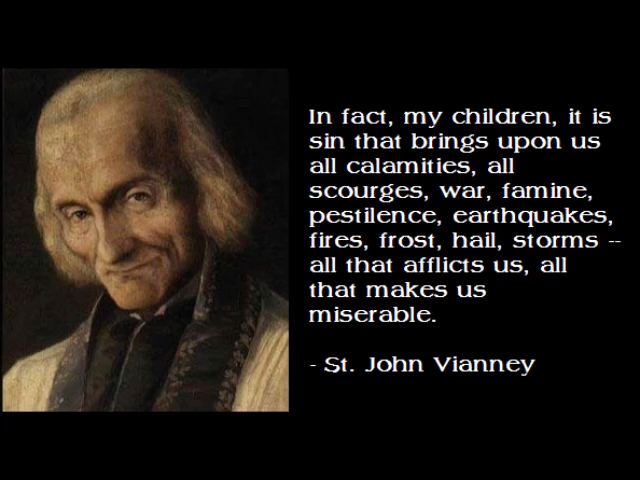 In fact, my children, it is
sin that brings upon us
all calamities, all
scourges, war, famine,
pestilence, earthquakes,
fires, frost, hail, storms --
all that afflicts us, all
that makes us
miserable.
- St. John Vianney